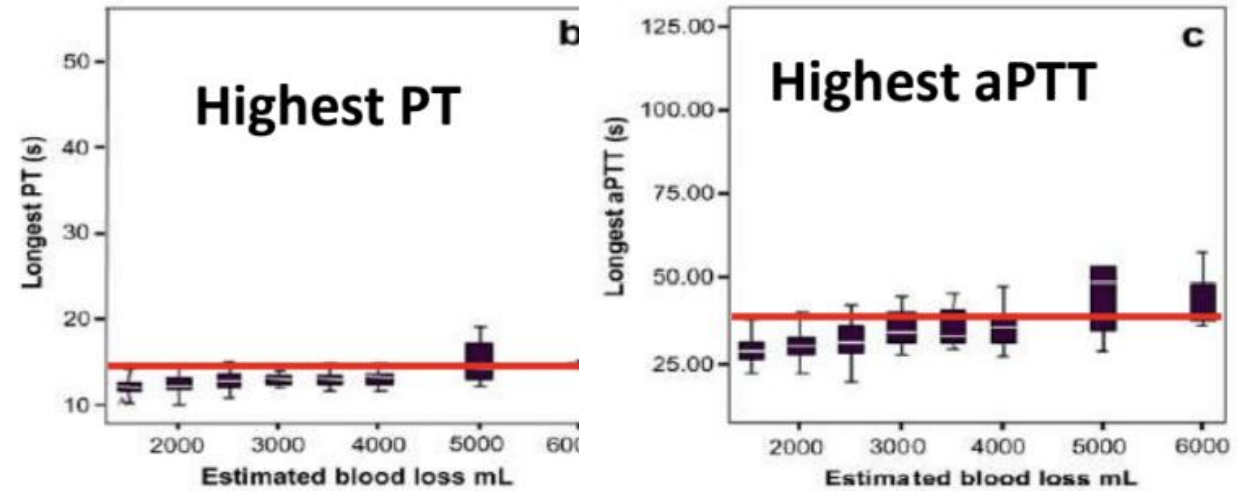 b
Highest PT
Longest PT (s)
50
40
30
20
10
2000 3000 4000 5000 600
Estimated blood loss mL
c
Highest aPTT
Longest aPTT (s)
125.00
100.00
75.00
50.00
25.00
2000 3000 4000 5000 6000
Estimated blood loss mL